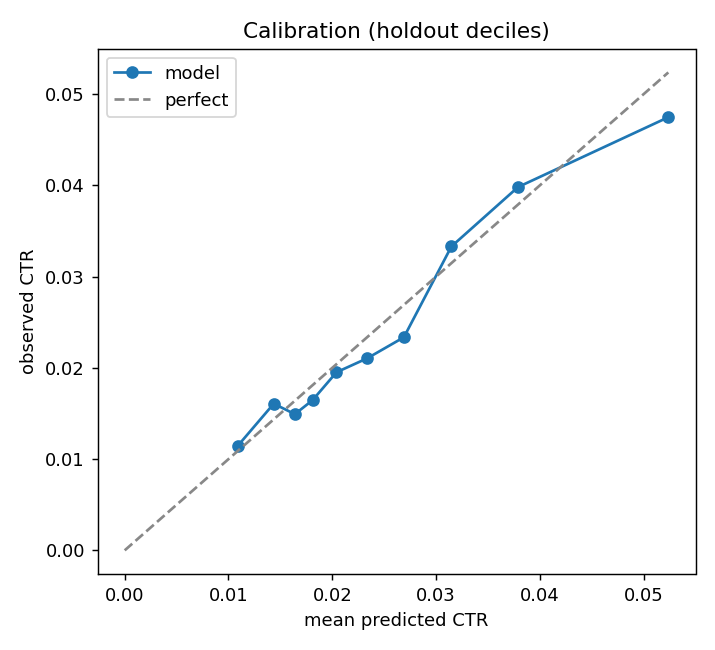 Calibration (holdout deciles)
model
perfect
0.05
0.04
0.03
0.02
0.01
0.00
observed CTR
0.00 0.01 0.02 0.03 0.04 0.05
mean predicted CTR